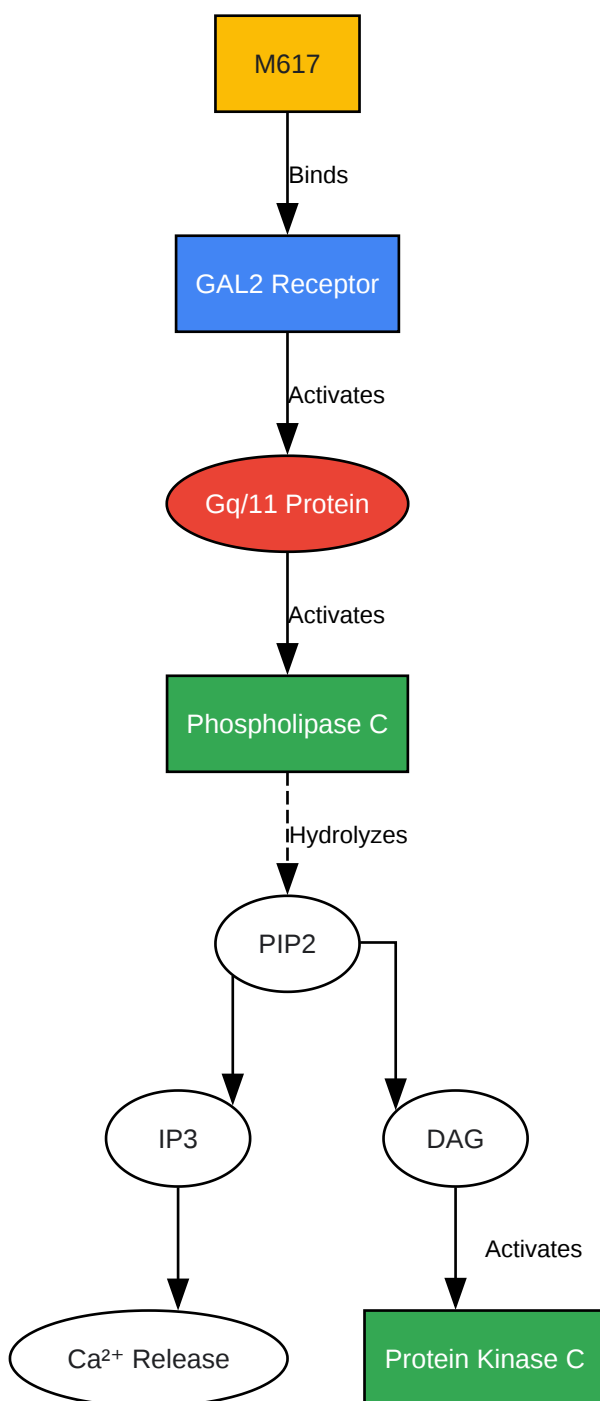 M617
Binds
GAL2 Receptor
Activates
Gq/11 Protein
Activates
Phospholipase C
Hydrolyzes
PIP2
IP3
DAG
Activates
Ca²⁺ Release
Protein Kinase C